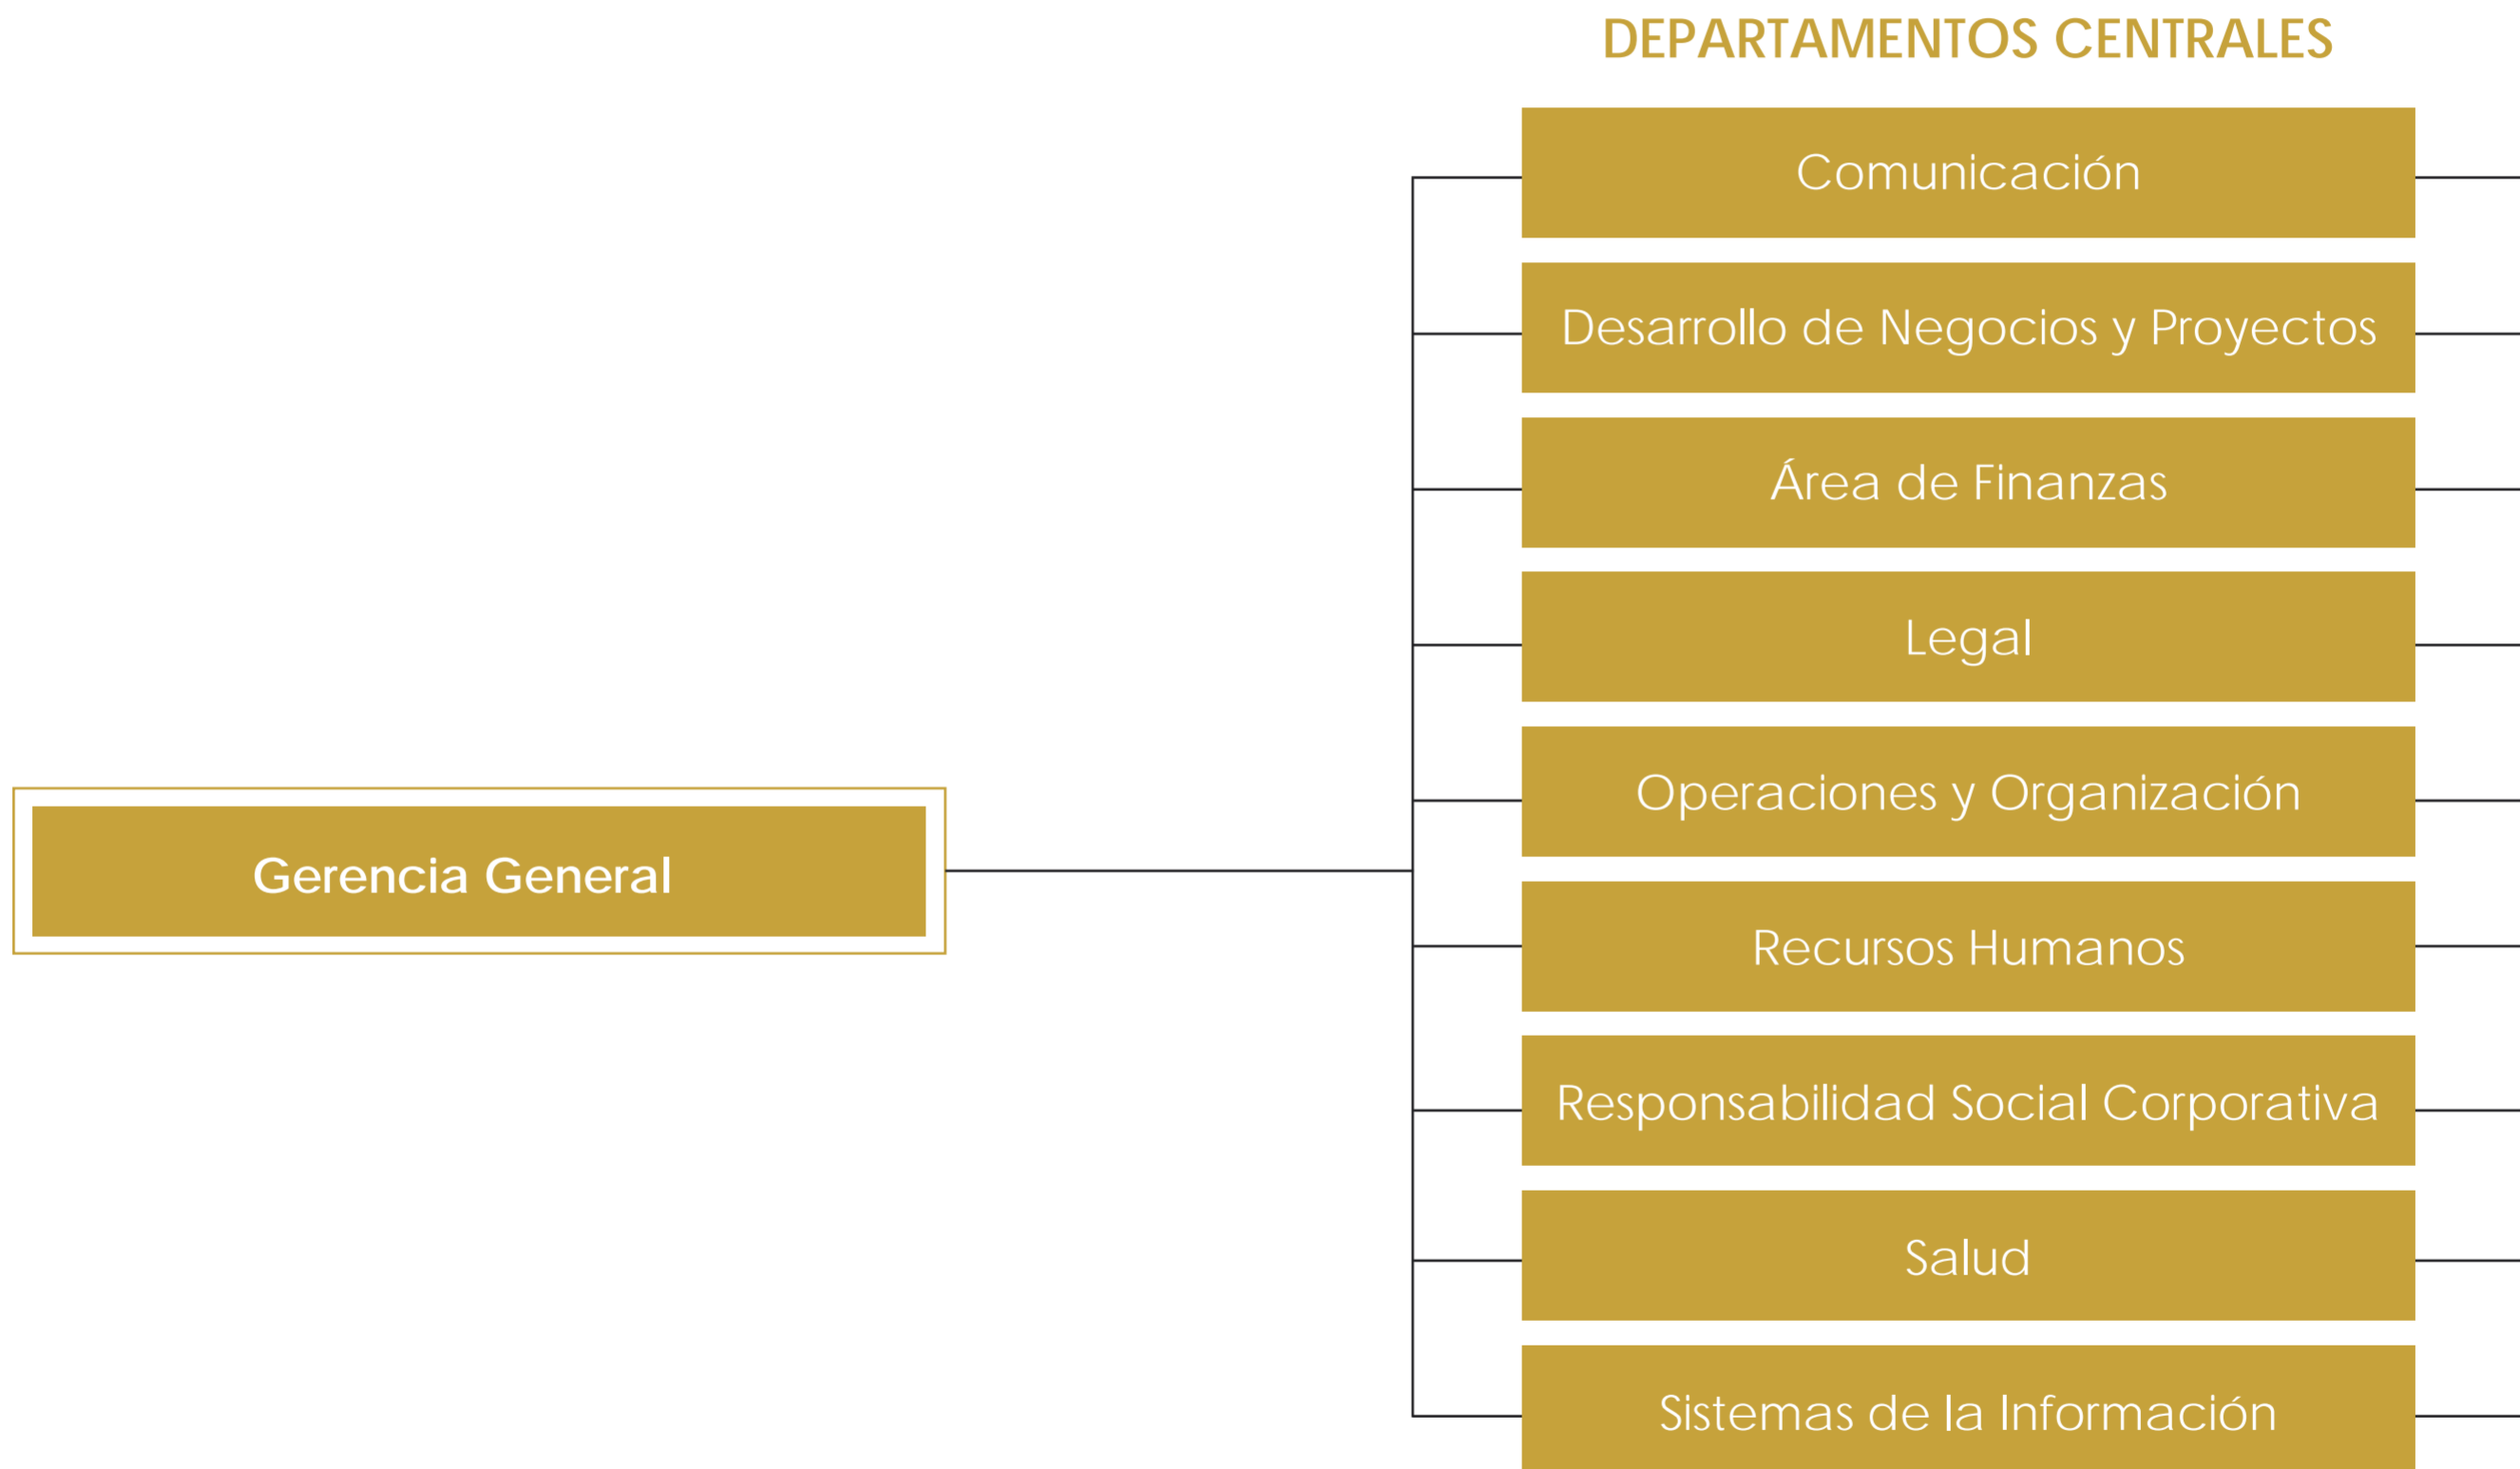 DEPARTAMENTOS CENTRALES
Comunicación
Desarrollo de Negocios y Proyectos
Área de Finanzas
Legal
Operaciones y Organización
Gerencia General
Recursos Humanos
Responsabilidad Social Corporativa
Salud
Sistemas de la Información